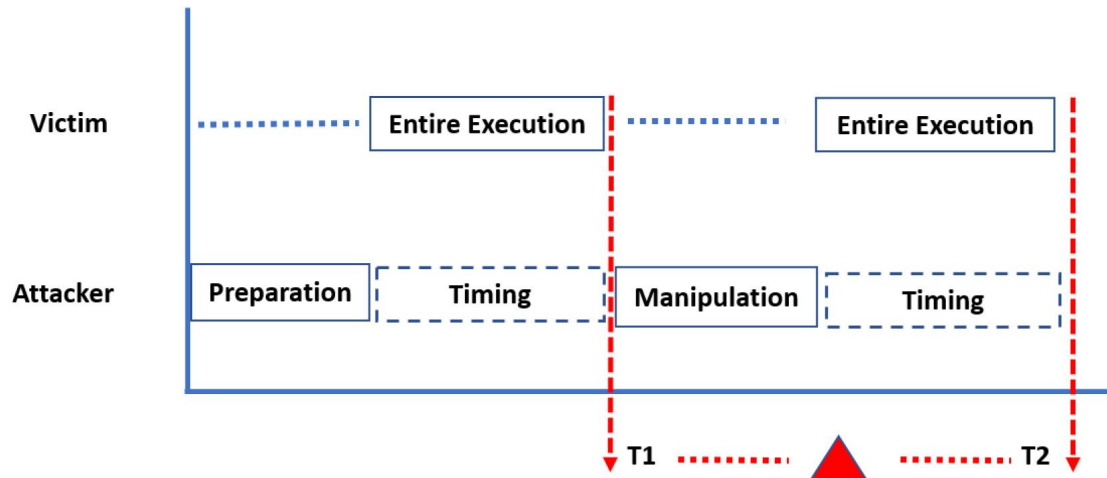 Victim
Entire Execution
Entire Execution
Attacker
Preparation
Timing
Manipulation
Timing
T1
T2